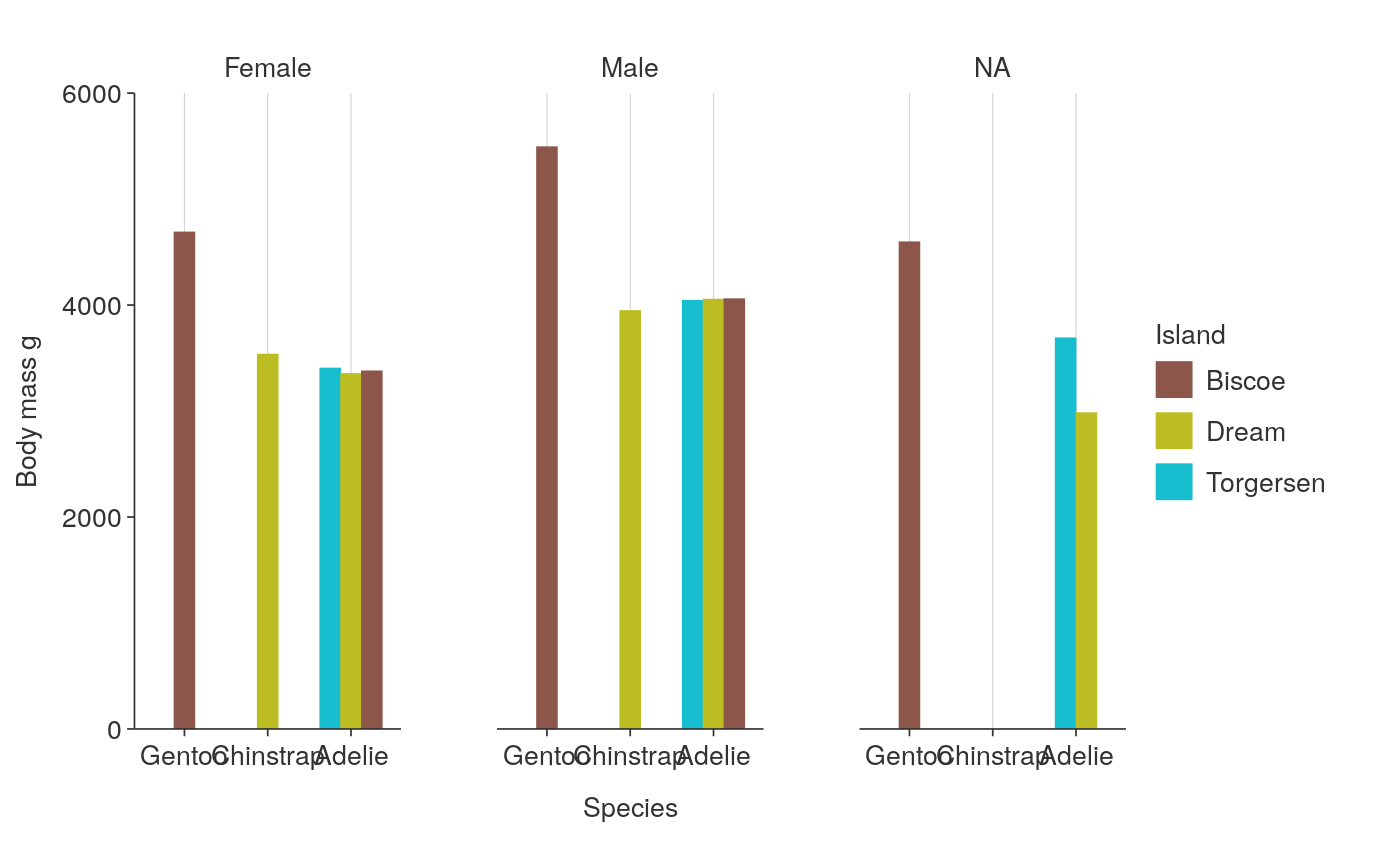 Female Male NA
6000
4000
2000
0
Body mass g
Gentoo Chinstrap Adelie Gentoo Chinstrap Adelie Gentoo Chinstrap Adelie
Species
Island
Biscoe
Dream
Torgersen